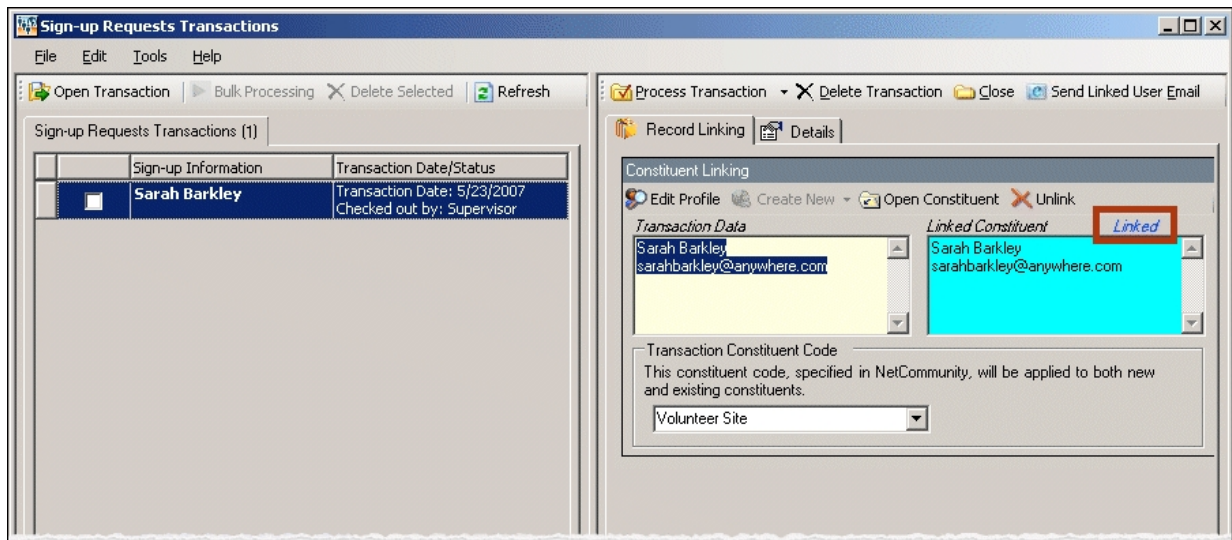 Sign-up Requests Transactions
File Edit Tools Help
Open Transaction Bulk Processing Delete Selected Refresh
Sign-up Requests Transactions (1)
Sign-up Information Transaction Date/Status
Sarah Barkley
Transaction Date: 5/23/2007
Checked out by: Supervisor
Process Transaction Delete Transaction Close Send Linked User Email
Record Linking Details
Constituent Linking
Edit Profile Create New Open Constituent Unlink
Transaction Data Linked Constituent Linked
Sarah Barkley
sarahbarkley@anywhere.com
Sarah Barkley
sarahbarkley@anywhere.com
Transaction Constituent Code
This constituent code, specified in NetCommunity, will be applied to both new
and existing constituents.
Volunteer Site